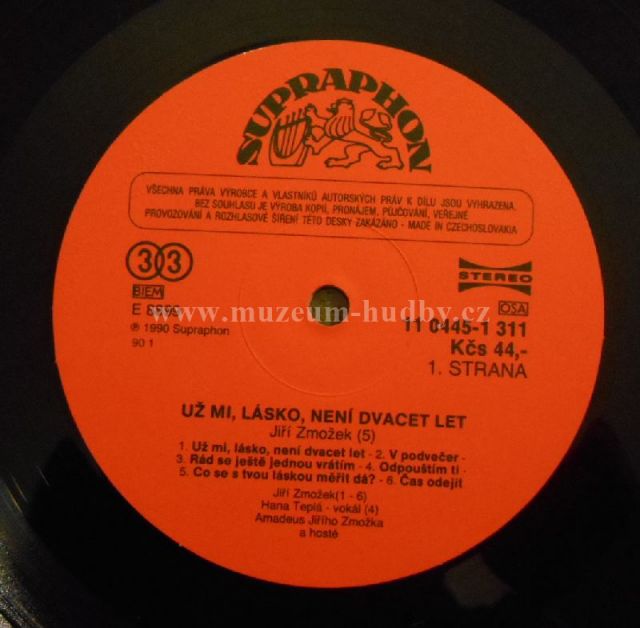 SUPRAPHON
VŠECHNA PRÁVA VÝROBCE A VLASTNÍKŮ AUTORSKÝCH PRÁV K DÍLU JSOU VYHRAZENA.
BEZ SOUHLASU JE VÝROBA KOPIÍ, PRONÁJEM, PŮJČOVÁNÍ, VEŘEJNÉ
PROVOZOVÁNÍ A ROZHLASOVÉ ŠÍŘENÍ TÉTO DESKY ZAKÁZÁNO - MADE IN CZECHOSLOVAKIA
33
STEREO
BIEM
OSA
www.muzeum-hudby.cz
E
℗ 1990 Supraphon
90 1
11 0445-1 311
Kčs 44,-
1. STRANA
UŽ MI, LÁSKO, NENÍ DVACET LET
Jiří Zmožek (5)
1. Už mi, lásko, není dvacet let - 2. V podvečer -
- 3. Rád se ještě jednou vrátím - 4. Odpouštím ti -
5. Co se s tvou láskou měřit dá? - 6. Čas odejít
Jiří Zmožek(1 - 6)
Hana Teplá - vokál (4)
Amadeus Jiřího Zmožka
a hosté